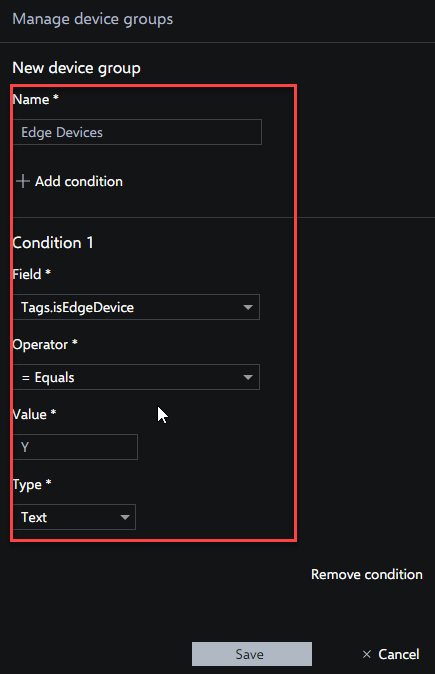 Manage device groups
New device group
Name *
Edge Devices
Add condition
Condition 1
Field *
Tags.isEdgeDevice
Operator *
= Equals
Value *
Y
Type *
Text
Remove condition
Save
Cancel